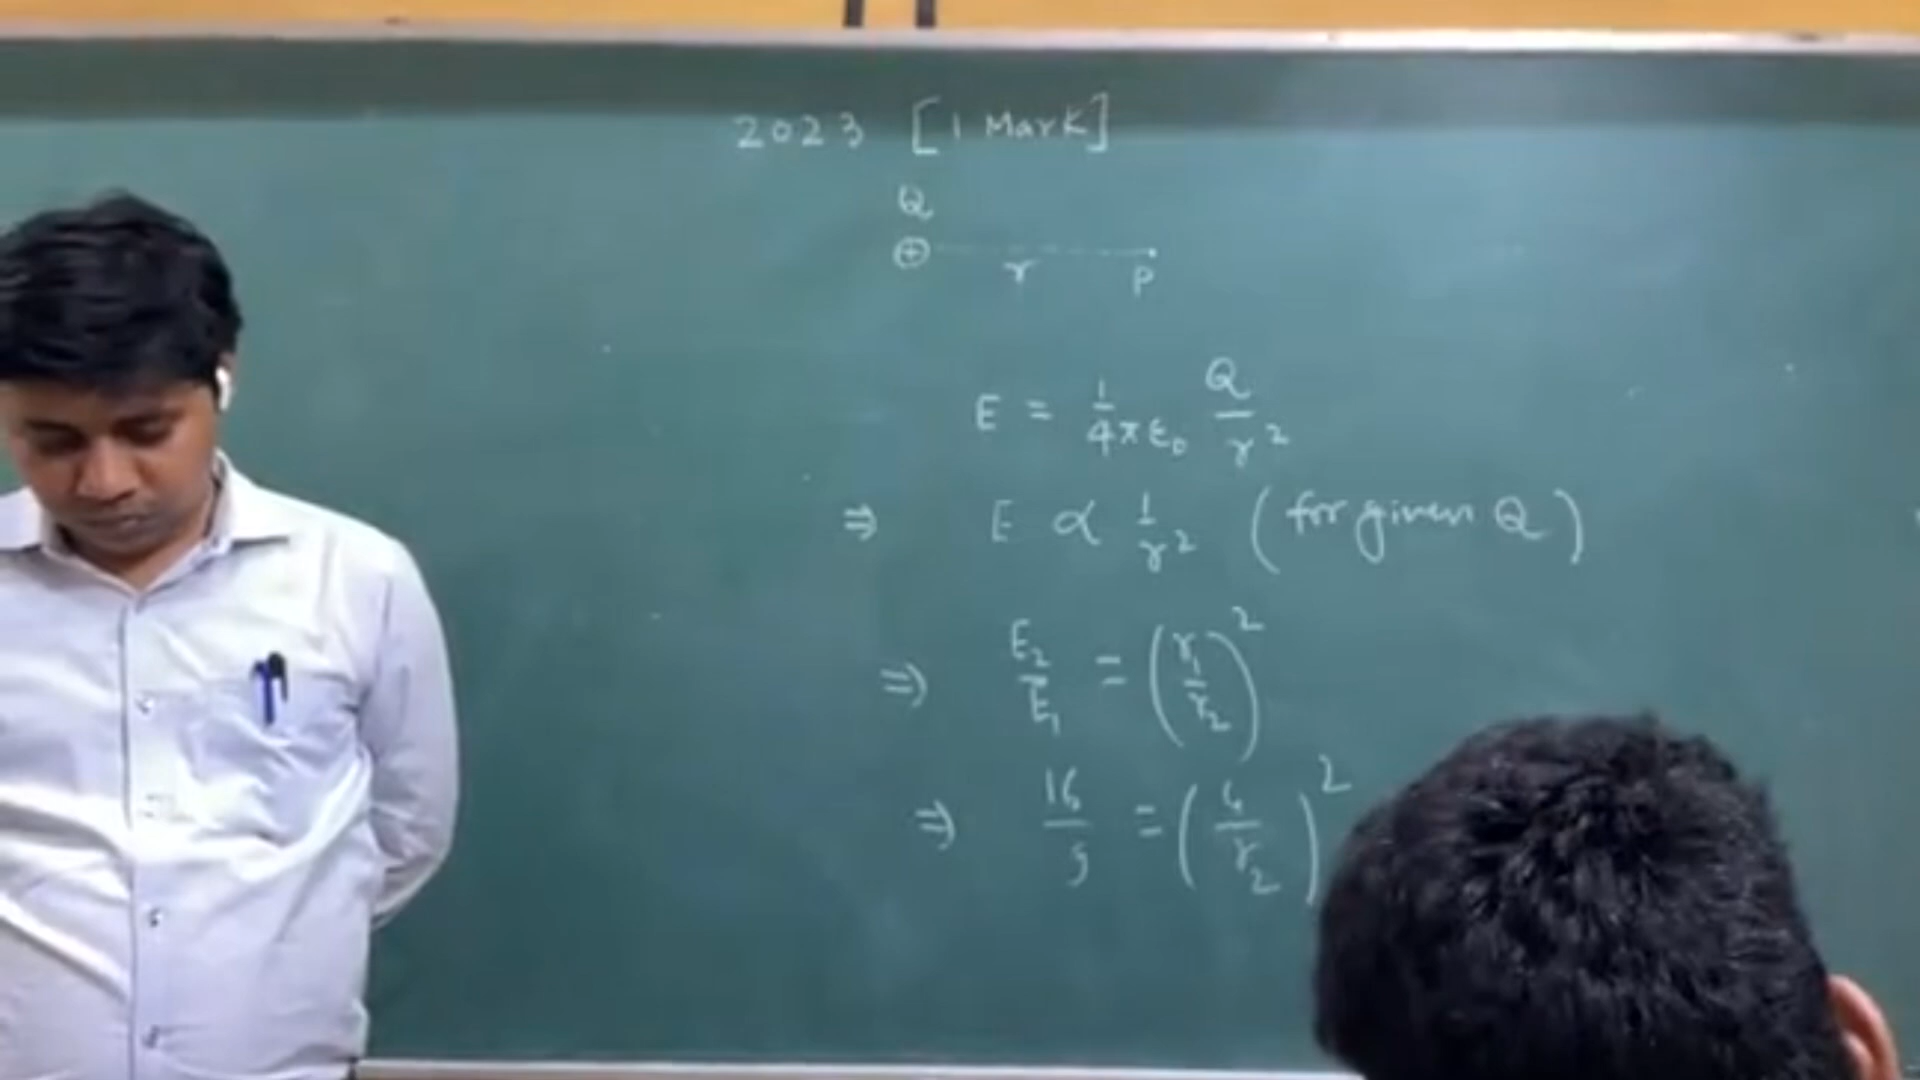 2023 [1 Mark]
Q
⊕ r P
E = 1/4πε₀ Q/r²
⇒ E ∝ 1/r² (for given Q)
⇒ E₂/E₁ = (r₁/r₂)²
⇒ 16/9 = (6/r₂)²